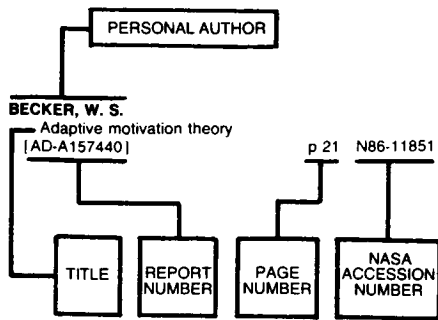 PERSONAL AUTHOR
BECKER, W. S.
Adaptive motivation theory
[AD-A157440] p 21 N86-11851
TITLE
REPORT
NUMBER
PAGE
NUMBER
NASA
ACCESSION
NUMBER